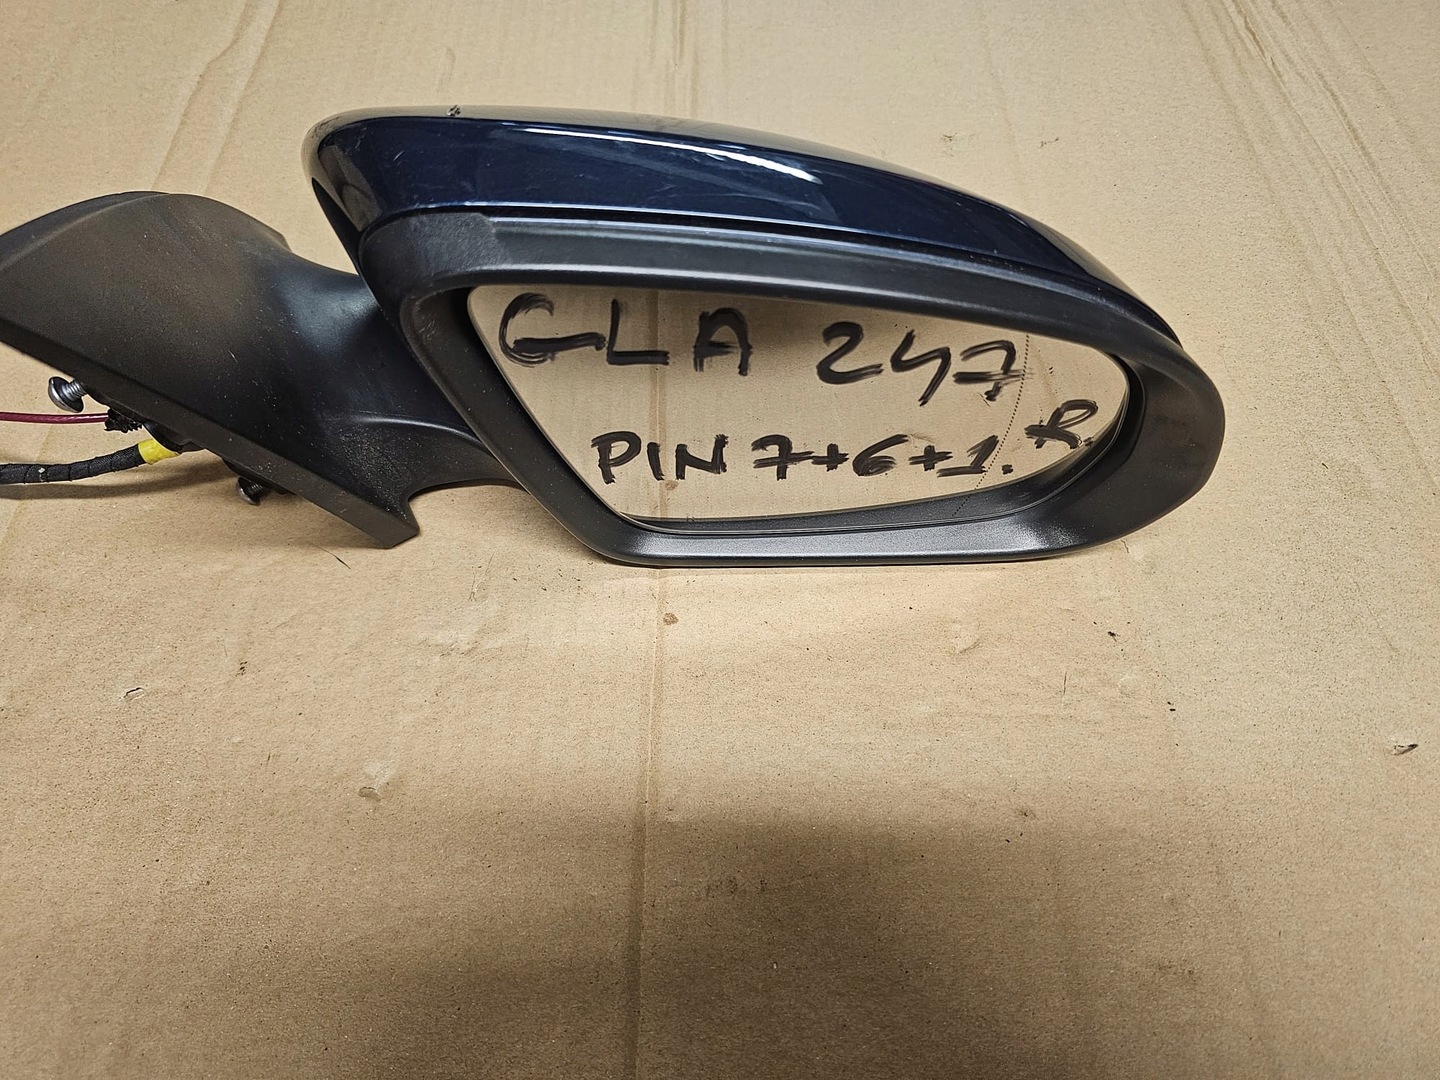 GLA 247
PIN 7+6+1. R.